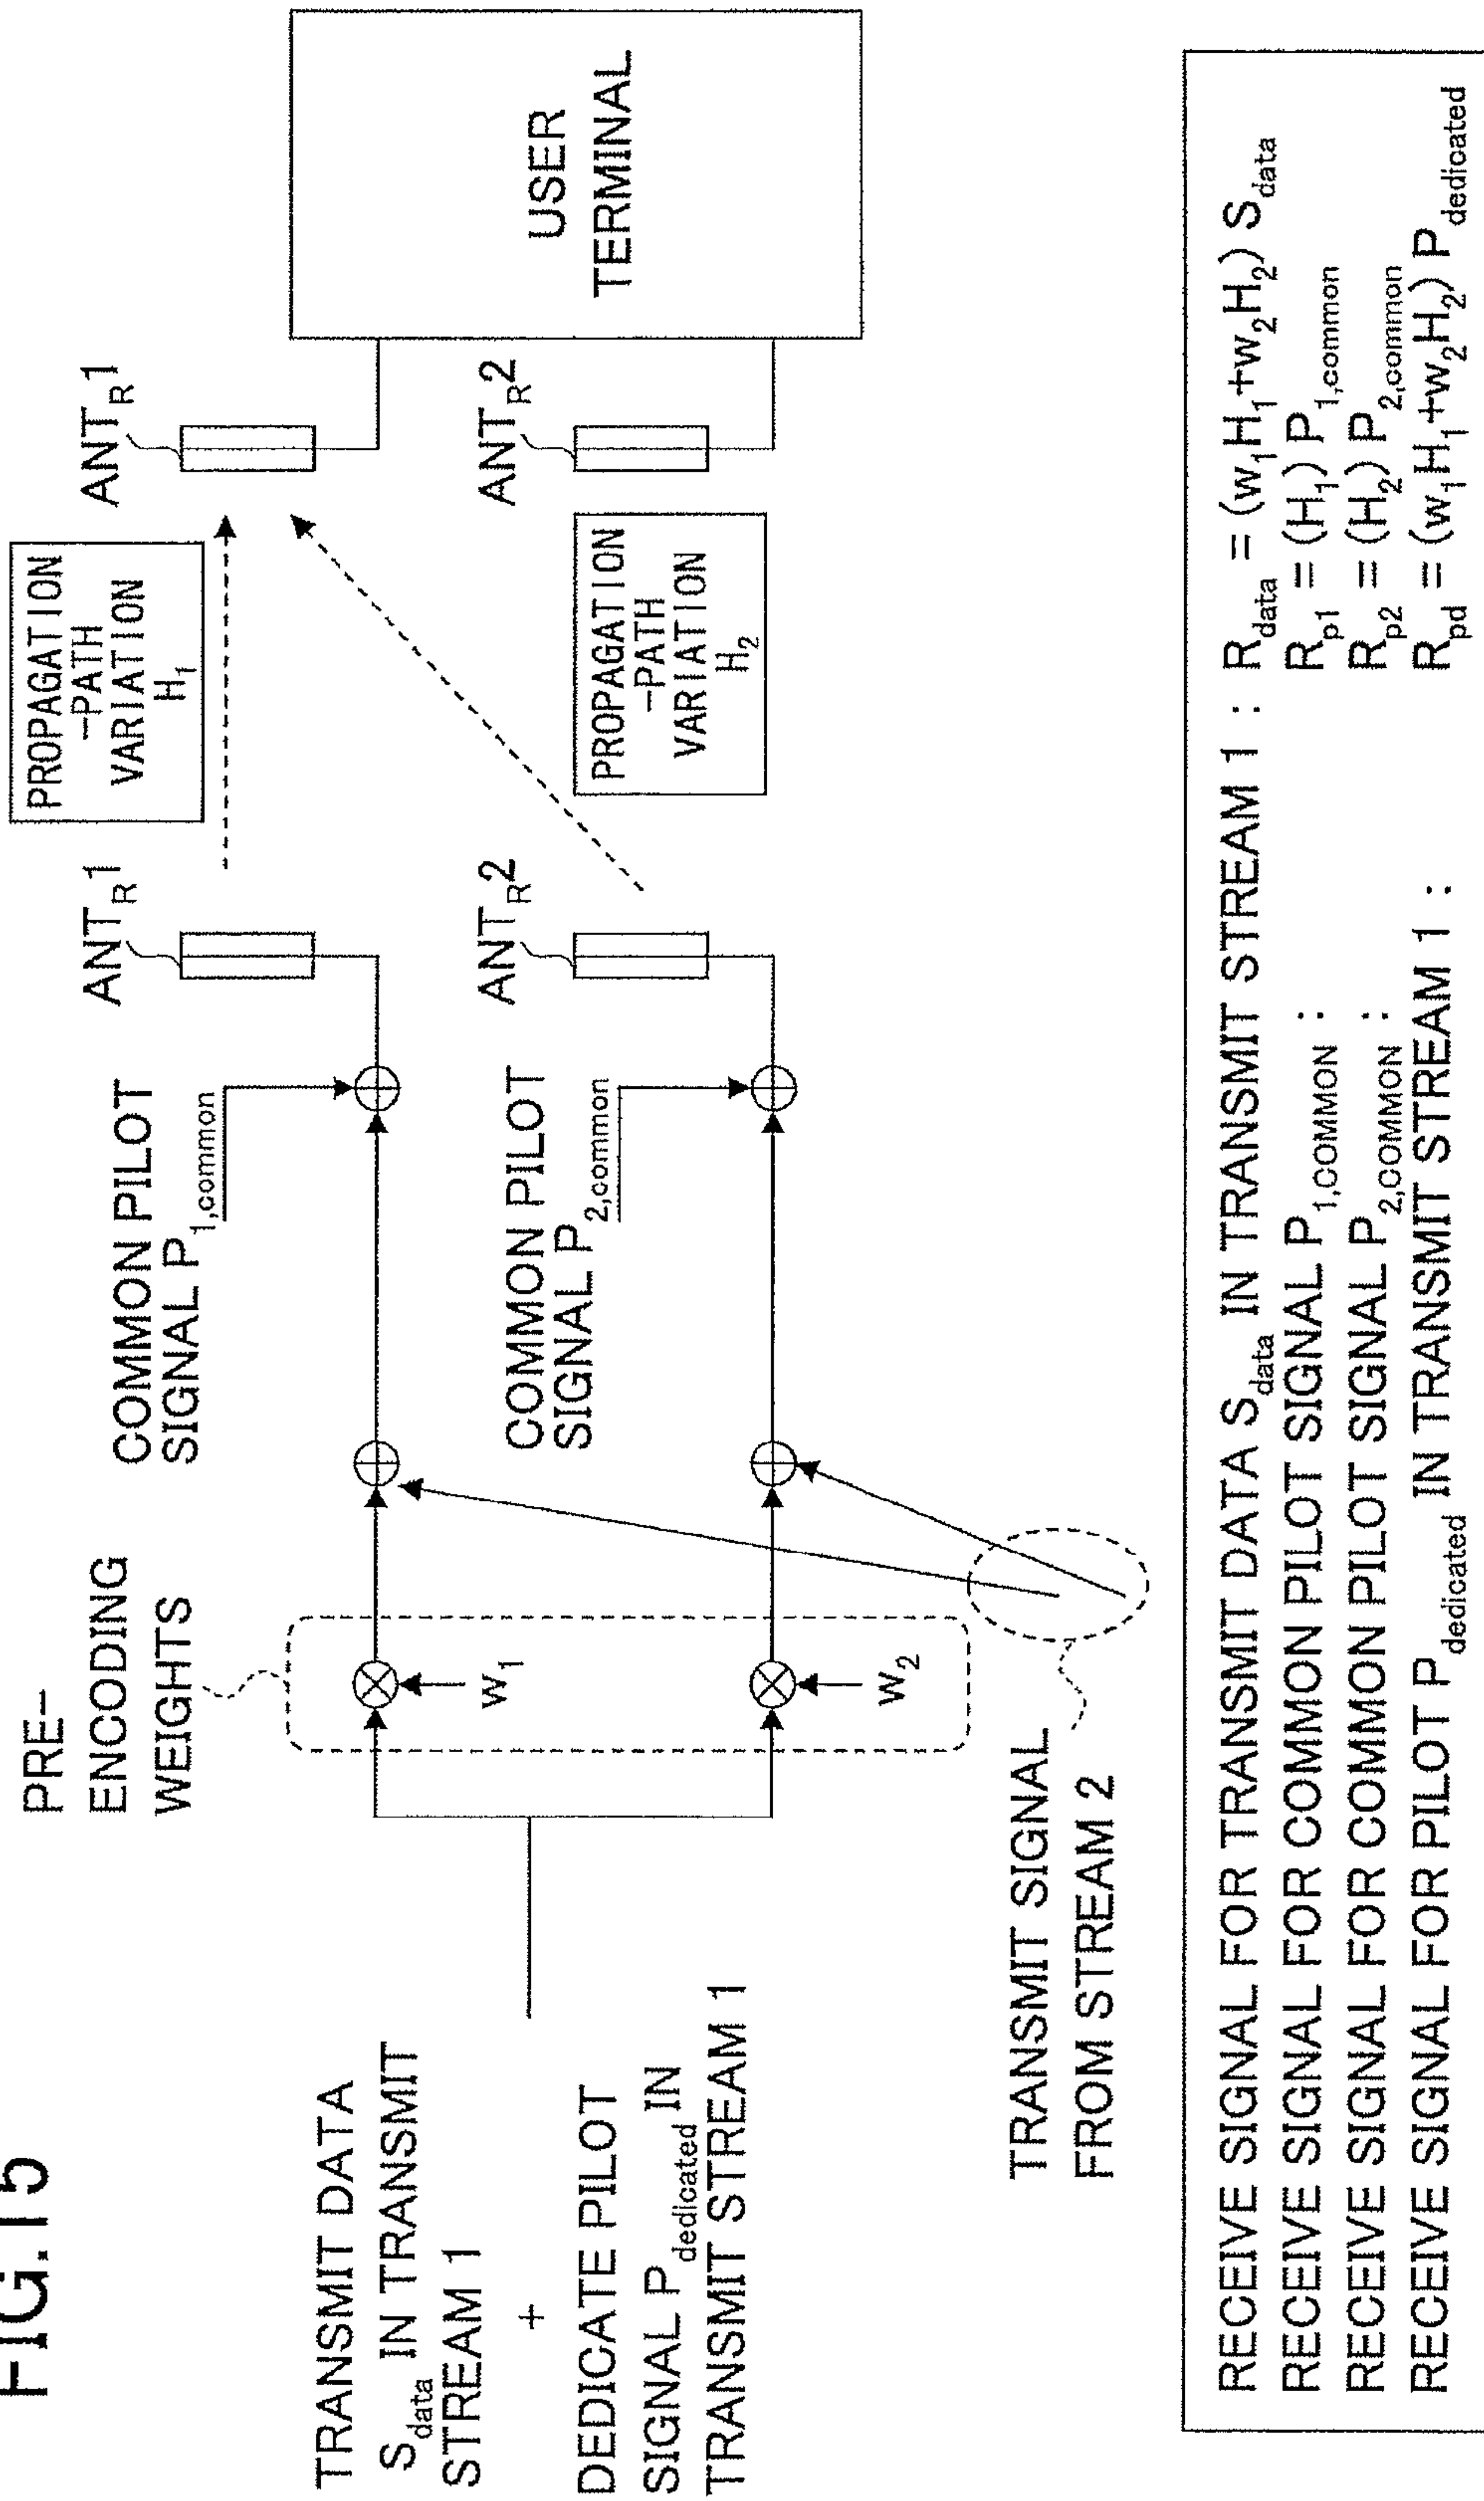 FIG.15
PRE-
ENCODING
WEIGHTS
COMMON PILOT
SIGNAL P1,common
ANTR1
PROPAGATION
-PATH
VARIATION
H1
ANTR1
TRANSMIT DATA
Sdata IN TRANSMIT
STREAM 1
+
DEDICATE PILOT
SIGNAL Pdedicated IN
TRANSMIT STREAM 1
w1
w2
COMMON PILOT
SIGNAL P2,common
ANTR2
PROPAGATION
-PATH
VARIATION
H2
ANTR2
USER
TERMINAL
TRANSMIT SIGNAL
FROM STREAM 2
RECEIVE SIGNAL FOR TRANSMIT DATA Sdata IN TRANSMIT STREAM 1 : Rdata = (w1H1+w2H2) Sdata
RECEIVE SIGNAL FOR COMMON PILOT SIGNAL P1,COMMON : Rp1 = (H1) P1,common
RECEIVE SIGNAL FOR COMMON PILOT SIGNAL P2,COMMON : Rp2 = (H2) P2,common
RECEIVE SIGNAL FOR PILOT Pdedicated IN TRANSMIT STREAM 1 : Rpd = (w1H1+w2H2) Pdedicated